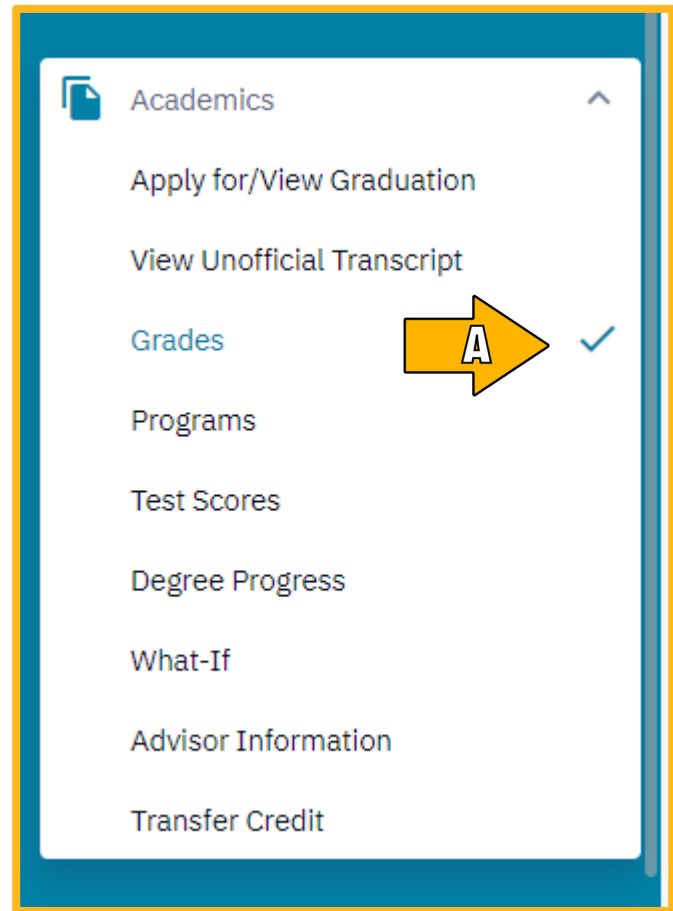 Academics
Apply for/View Graduation
View Unofficial Transcript
Grades A
Programs
Test Scores
Degree Progress
What-If
Advisor Information
Transfer Credit